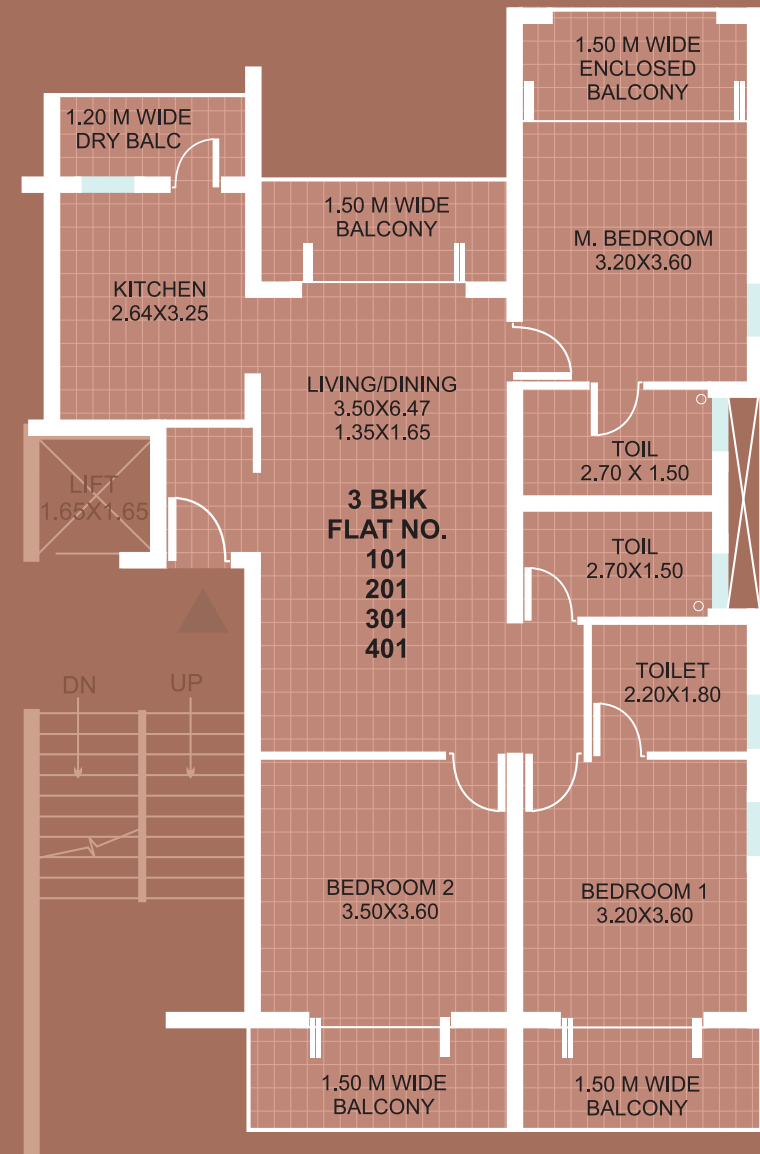 1.50 M WIDE
ENCLOSED
BALCONY
1.20 M WIDE
DRY BALC
1.50 M WIDE
BALCONY
M. BEDROOM
3.20X3.60
KITCHEN
2.64X3.25
LIVING/DINING
3.50X6.47
1.35X1.65
TOIL
2.70 X 1.50
LIFT
1.65X1.65
3 BHK
FLAT NO.
101
201
301
401
TOIL
2.70X1.50
TOILET
2.20X1.80
DN
UP
BEDROOM 2
3.50X3.60
BEDROOM 1
3.20X3.60
1.50 M WIDE
BALCONY
1.50 M WIDE
BALCONY